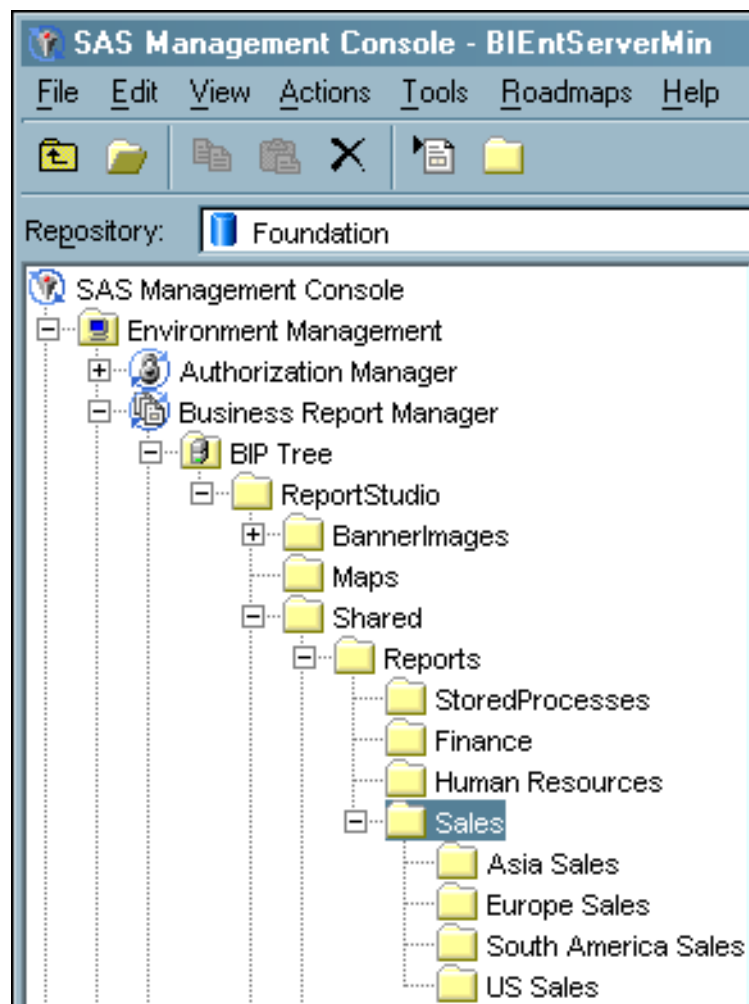 SAS Management Console - BIEntServerMin
File Edit View Actions Tools Roadmaps Help
Repository: Foundation
SAS Management Console
Environment Management
Authorization Manager
Business Report Manager
BIP Tree
ReportStudio
BannerImages
Maps
Shared
Reports
StoredProcesses
Finance
Human Resources
Sales
Asia Sales
Europe Sales
South America Sales
US Sales